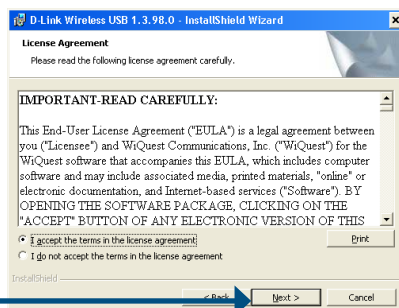 D-Link Wireless USB 1.3.98.0 - InstallShield Wizard
License Agreement
Please read the following license agreement carefully.
IMPORTANT-READ CAREFULLY:
This End-User License Agreement ("EULA") is a legal agreement between
you ("Licensee") and WiQuest Communications, Inc. ("WiQuest") for the
WiQuest software that accompanies this EULA, which includes computer
software and may include associated media, printed materials, "online" or
electronic documentation, and Internet-based services ("Software"). BY
OPENING THE SOFTWARE PACKAGE, CLICKING ON THE
"ACCEPT" BUTTON OF ANY ELECTRONIC VERSION OF THIS
I accept the terms in the license agreement
Print
I do not accept the terms in the license agreement
InstallShield
< Back
Next >
Cancel